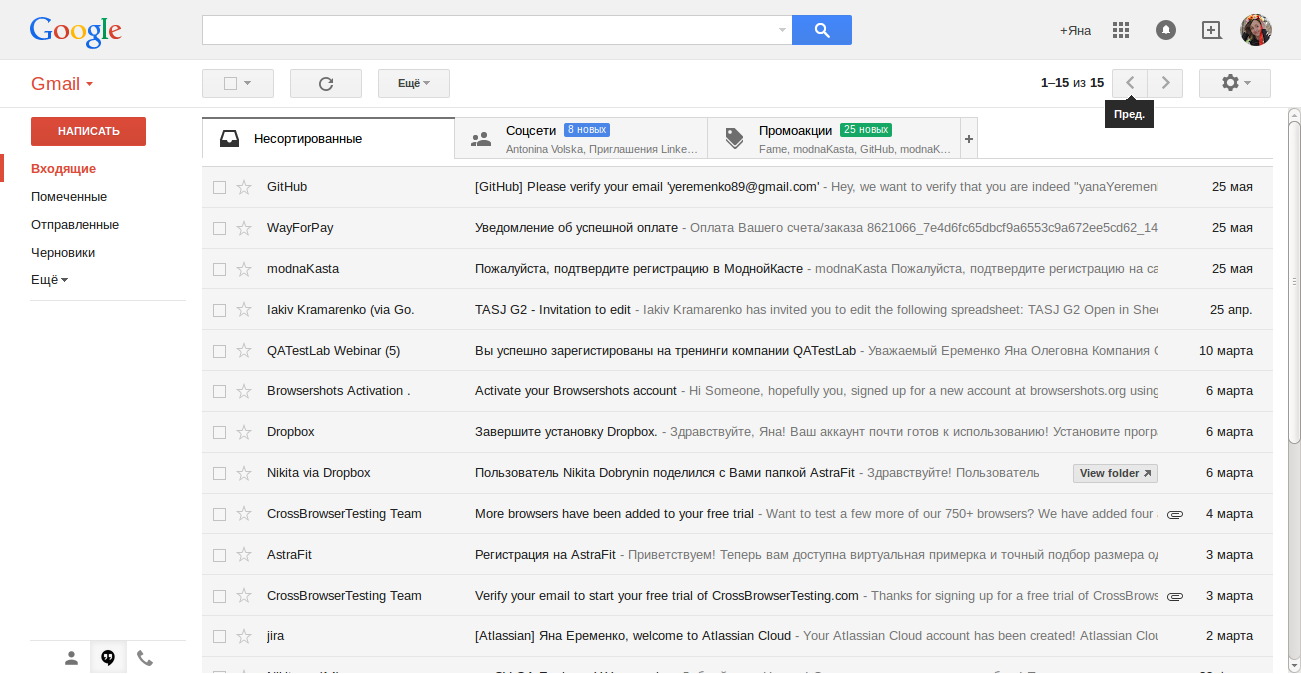 Google
+Яна
Gmail
Ещё
1–15 из 15
Пред.
НАПИСАТЬ
Входящие
Помеченные
Отправленные
Черновики
Ещё
Несортированные
Соцсети 8 новых
Antonina Volska, Приглашения Linke…
Промоакции 25 новых
Fame, modnaKasta, GitHub, modnaK…
+
GitHub [GitHub] Please verify your email 'yeremenko89@gmail.com' - Hey, we want to verify that you are indeed "yanaYeremen 25 мая
WayForPay Уведомление об успешной оплате - Оплата Вашего счета/заказа 8621066_7e4d6fc65dbcf9a6553c9a672ee5cd62_14 25 мая
modnaKasta Пожалуйста, подтвердите регистрацию в МоднойКасте - modnaKasta Пожалуйста, подтвердите регистрацию на са 25 мая
Iakiv Kramarenko (via Go. TASJ G2 - Invitation to edit - Iakiv Kramarenko has invited you to edit the following spreadsheet: TASJ G2 Open in Shee 25 апр.
QATestLab Webinar (5) Вы успешно зарегистированы на тренинги компании QATestLab - Уважаемый Еременко Яна Олеговна Компания 10 марта
Browsershots Activation . Activate your Browsershots account - Hi Someone, hopefully you, signed up for a new account at browsershots.org using 6 марта
Dropbox Завершите установку Dropbox. - Здравствуйте, Яна! Ваш аккаунт почти готов к использованию! Установите програ 6 марта
Nikita via Dropbox Пользователь Nikita Dobrynin поделился с Вами папкой AstraFit - Здравствуйте! Пользователь View folder 6 марта
CrossBrowserTesting Team More browsers have been added to your free trial - Want to test a few more of our 750+ browsers? We have added four 4 марта
AstraFit Регистрация на AstraFit - Приветствуем! Теперь вам доступна виртуальная примерка и точный подбор размера од 3 марта
CrossBrowserTesting Team Verify your email to start your free trial of CrossBrowserTesting.com - Thanks for signing up for a free trial of CrossBrows 3 марта
jira [Atlassian] Яна Еременко, welcome to Atlassian Cloud - Your Atlassian Cloud account has been created! Atlassian Clou 2 марта